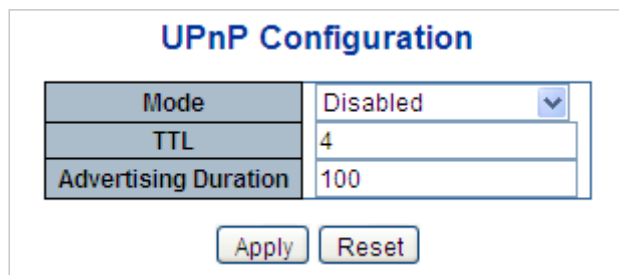 UPnP Configuration
Mode Disabled
TTL 4
Advertising Duration 100
Apply Reset